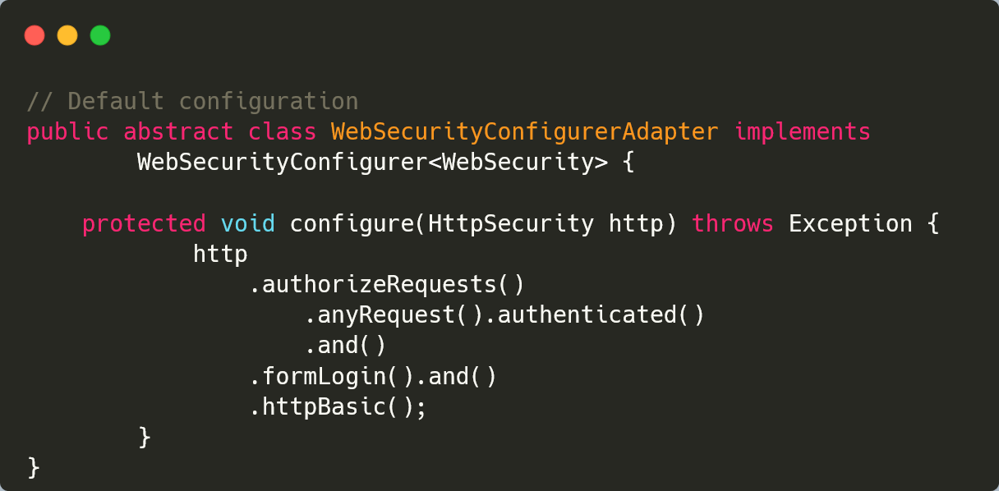 // Default configuration
public abstract class WebSecurityConfigurerAdapter implements
        WebSecurityConfigurer<WebSecurity> {

    protected void configure(HttpSecurity http) throws Exception {
            http
                .authorizeRequests()
                    .anyRequest().authenticated()
                    .and()
                .formLogin().and()
                .httpBasic();
        }
}